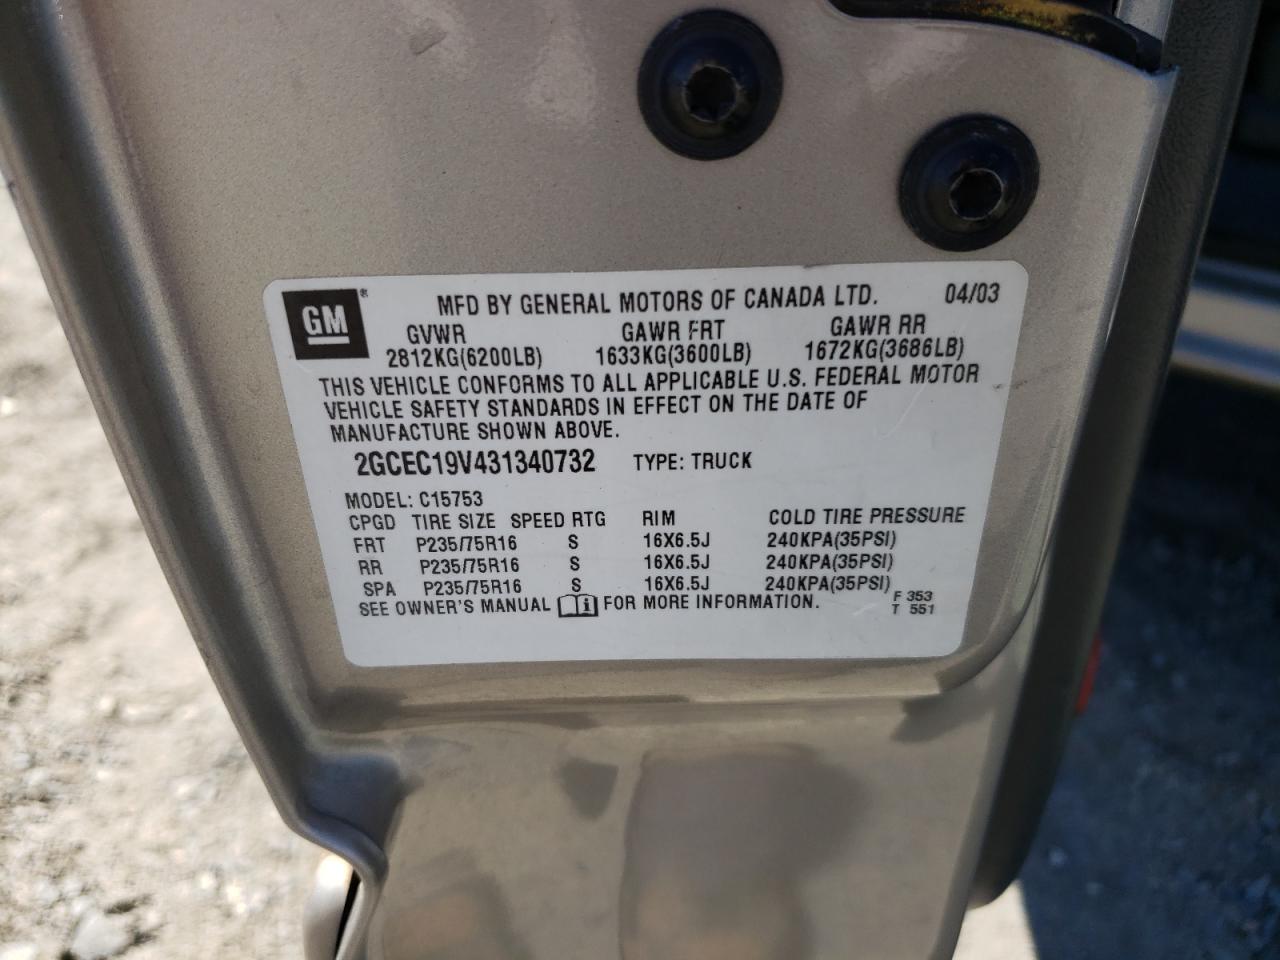 GM® MFD BY GENERAL MOTORS OF CANADA LTD. 04/03
GVWR GAWR FRT GAWR RR
2812KG(6200LB) 1633KG(3600LB) 1672KG(3686LB)
THIS VEHICLE CONFORMS TO ALL APPLICABLE U.S. FEDERAL MOTOR
VEHICLE SAFETY STANDARDS IN EFFECT ON THE DATE OF
MANUFACTURE SHOWN ABOVE.
2GCEC19V431340732 TYPE: TRUCK
MODEL: C15753
CPGD TIRE SIZE SPEED RTG RIM COLD TIRE PRESSURE
FRT P235/75R16 S 16X6.5J 240KPA(35PSI)
RR P235/75R16 S 16X6.5J 240KPA(35PSI)
SPA P235/75R16 S 16X6.5J 240KPA(35PSI)
SEE OWNER'S MANUAL i FOR MORE INFORMATION. F 353
T 551